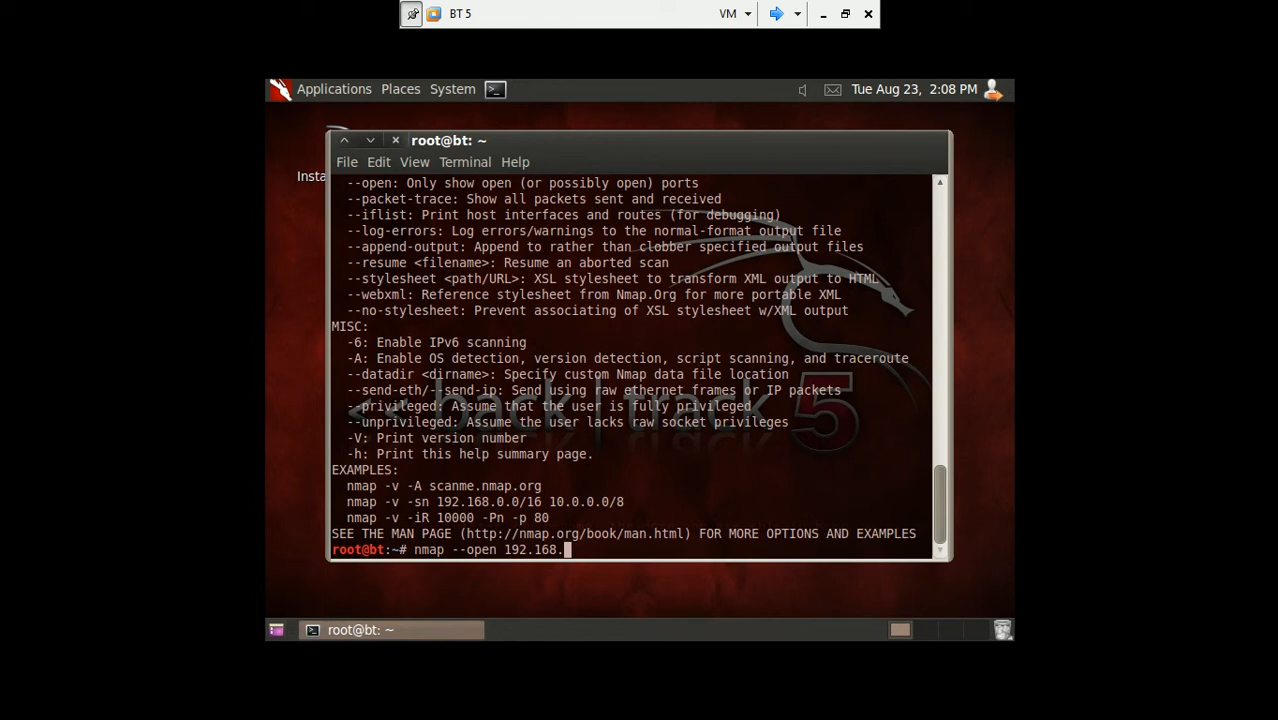 BT 5 VM
Applications Places System Tue Aug 23, 2:08 PM
root@bt: ~
File Edit View Terminal Help
Insta
--open: Only show open (or possibly open) ports
--packet-trace: Show all packets sent and received
--iflist: Print host interfaces and routes (for debugging)
--log-errors: Log errors/warnings to the normal-format output file
--append-output: Append to rather than clobber specified output files
--resume <filename>: Resume an aborted scan
--stylesheet <path/URL>: XSL stylesheet to transform XML output to HTML
--webxml: Reference stylesheet from Nmap.Org for more portable XML
--no-stylesheet: Prevent associating of XSL stylesheet w/XML output
MISC:
-6: Enable IPv6 scanning
-A: Enable OS detection, version detection, script scanning, and traceroute
--datadir <dirname>: Specify custom Nmap data file location
--send-eth/--send-ip: Send using raw ethernet frames or IP packets
--privileged: Assume that the user is fully privileged
--unprivileged: Assume the user lacks raw socket privileges
-V: Print version number
-h: Print this help summary page.
EXAMPLES:
nmap -v -A scanme.nmap.org
nmap -v -sn 192.168.0.0/16 10.0.0.0/8
nmap -v -iR 10000 -Pn -p 80
SEE THE MAN PAGE (http://nmap.org/book/man.html) FOR MORE OPTIONS AND EXAMPLES
root@bt:~# nmap --open 192.168.
<< back | track 5
root@bt: ~